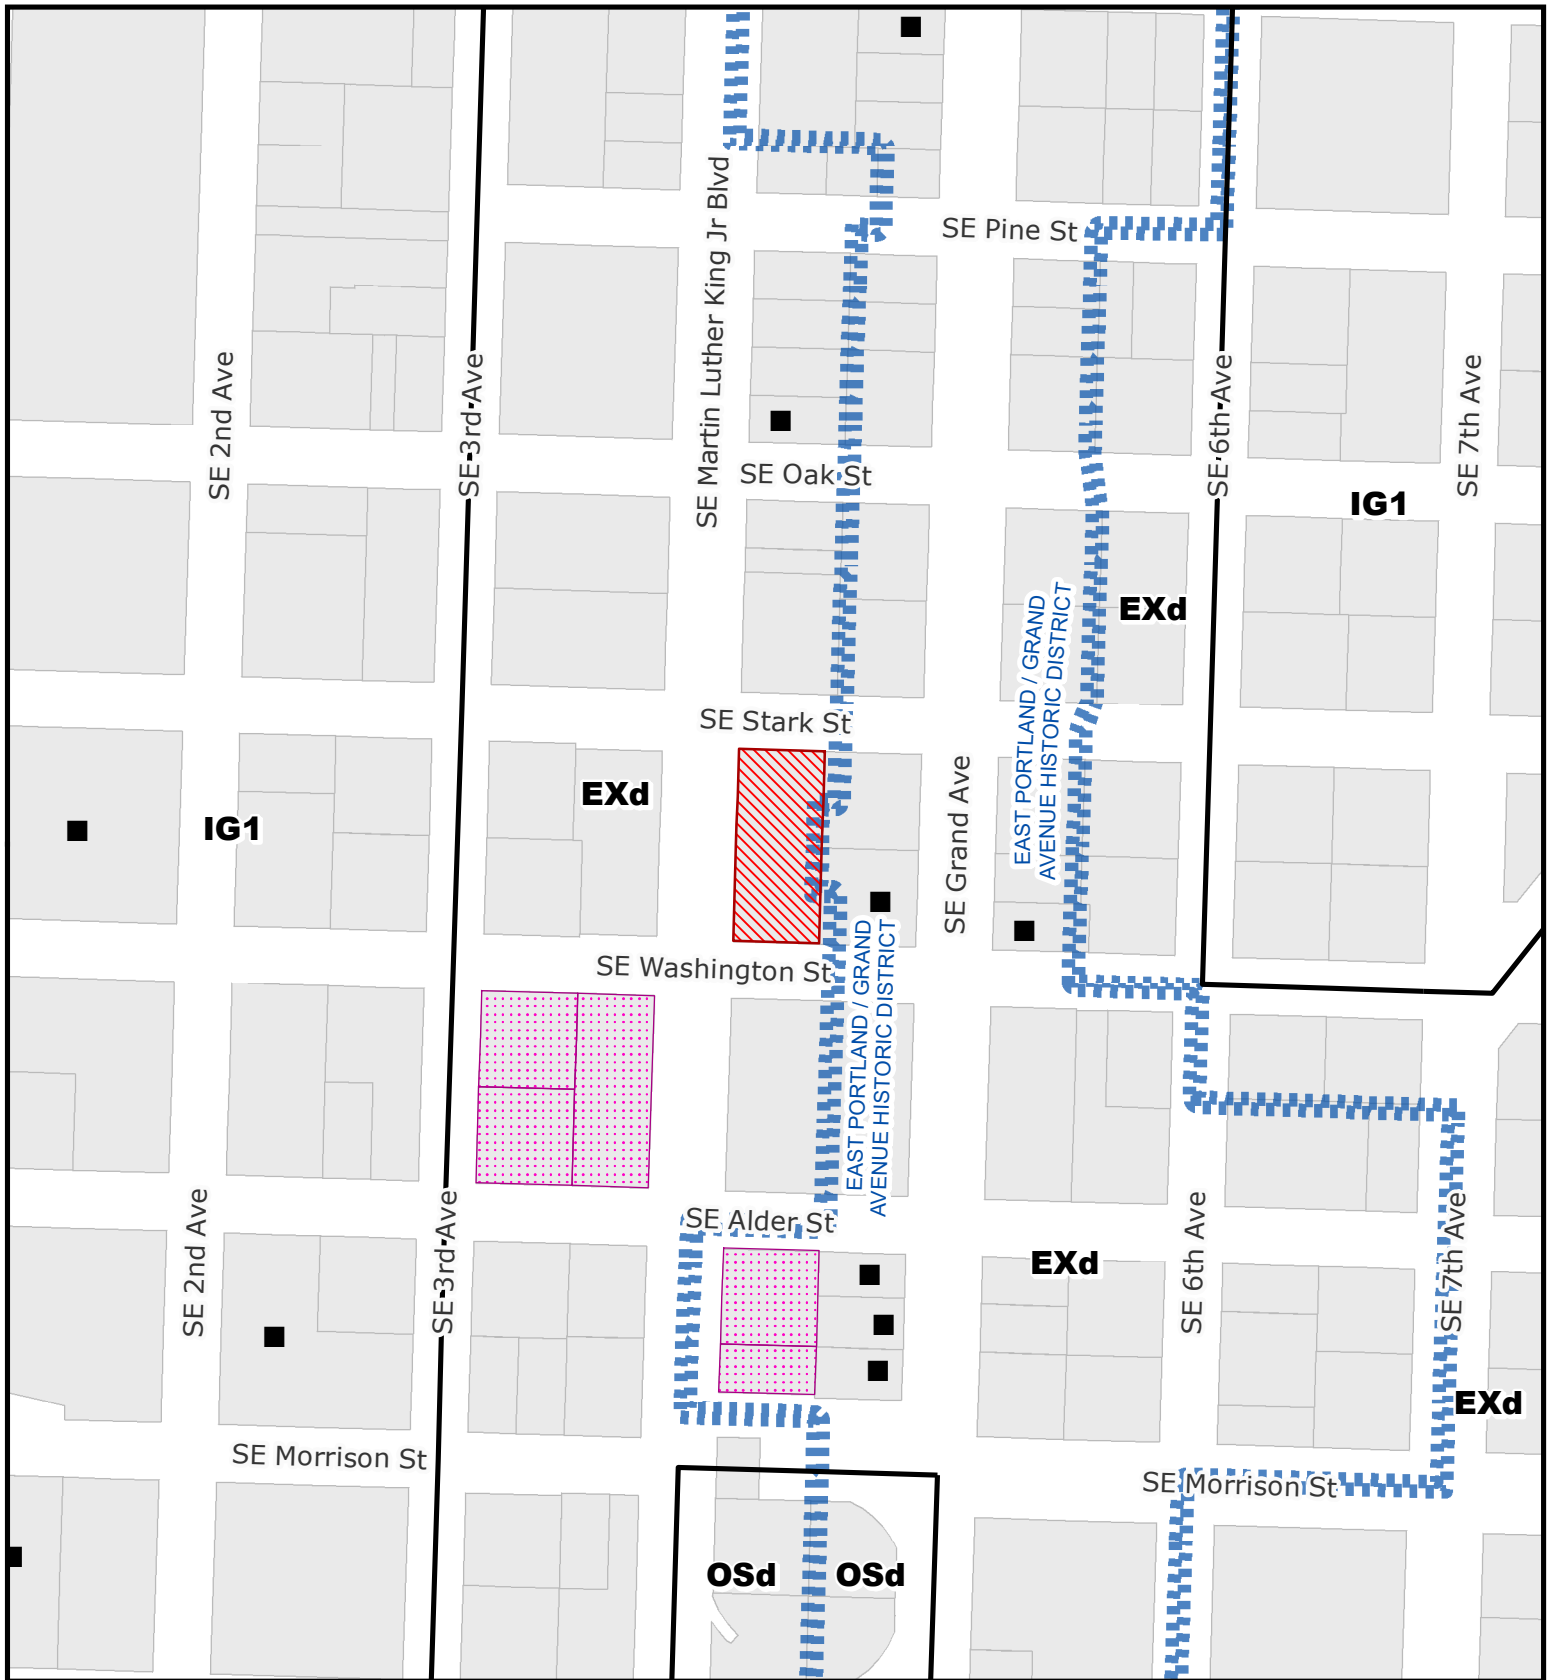 SE Pine St
SE Martin Luther King Jr Blvd
SE 2nd Ave
SE 3rd Ave
SE 6th Ave
SE 7th Ave
SE Oak St
IG1
EXd
EAST PORTLAND / GRAND
AVENUE HISTORIC DISTRICT
SE Stark St
EXd
IG1
SE Grand Ave
SE Washington St
EAST PORTLAND / GRAND
AVENUE HISTORIC DISTRICT
SE Alder St
SE 2nd Ave
SE 3rd Ave
EXd
SE 6th Ave
SE 7th Ave
EXd
SE Morrison St
SE Morrison St
OSd
OSd